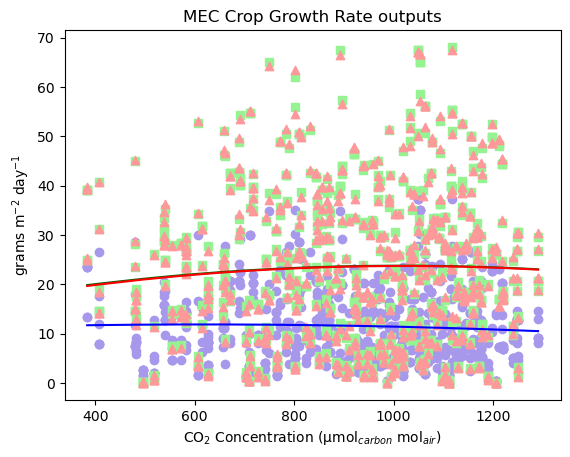 MEC Crop Growth Rate outputs
70
60
50
40
30
20
10
0
grams m⁻² day⁻¹
400 600 800 1000 1200
CO₂ Concentration (μmol_carbon mol_air)